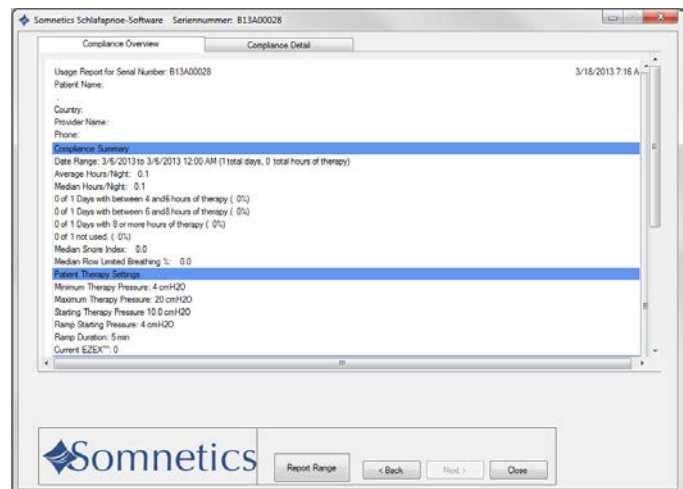 Somnetics Schlafapnoe-Software Seriennummer: B13A00028
Compliance Overview Compliance Detail
Usage Report for Serial Number: B13A00028 3/18/2013 7:16 A
Patient Name:
,
Country:
Provider Name:
Phone:
Compliance Summary
Date Range: 3/6/2013 to 3/6/2013 12:00 AM (1 total days, 0 total hours of therapy)
Average Hours/Night: 0.1
Median Hours/Night: 0.1
0 of 1 Days with between 4 and6 hours of therapy ( 0%)
0 of 1 Days with between 6 and8 hours of therapy ( 0%)
0 of 1 Days with 8 or more hours of therapy ( 0%)
0 of 1 not used. ( 0%)
Median Snore Index: 0.0
Median Flow Limited Breathing %: 0.0
Patient Therapy Settings
Minimum Therapy Pressure: 4 cmH2O
Maximum Therapy Pressure: 20 cmH2O
Starting Therapy Pressure 10.0 cmH2O
Ramp Starting Pressure: 4 cmH2O
Ramp Duration: 5 min
Current EZEX™: 0
Somnetics
Report Range < Back Next > Close